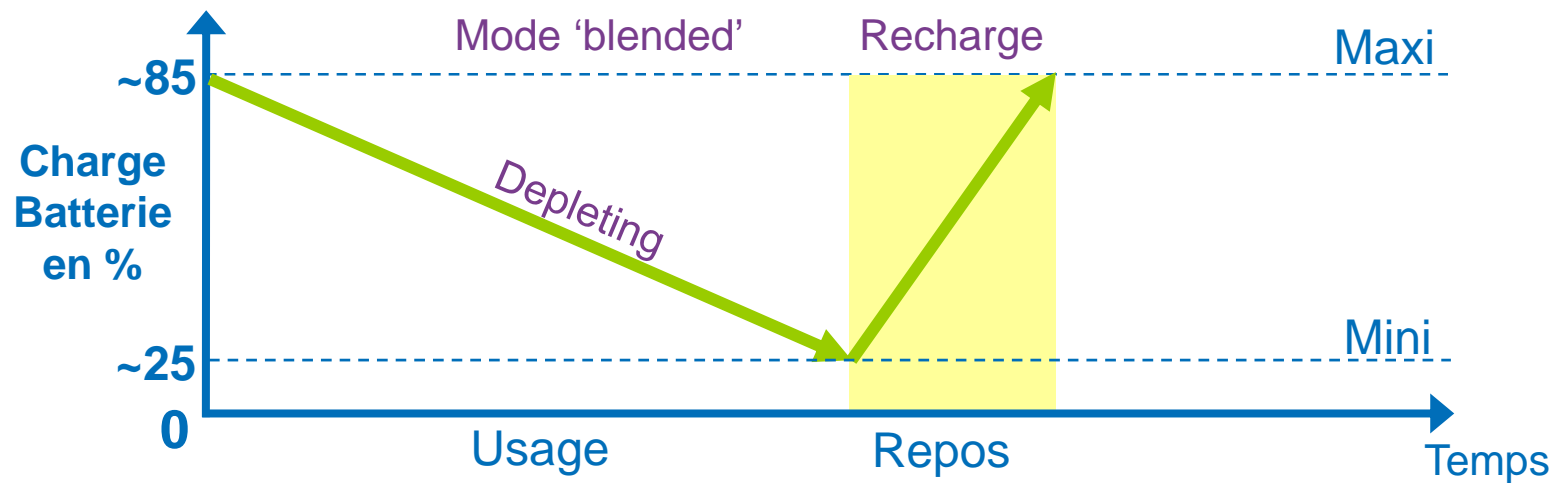 Mode ‘blended’
Recharge
Maxi
~85
Charge
Batterie
en %
Depleting
Mini
~25
0
Usage
Repos
Temps